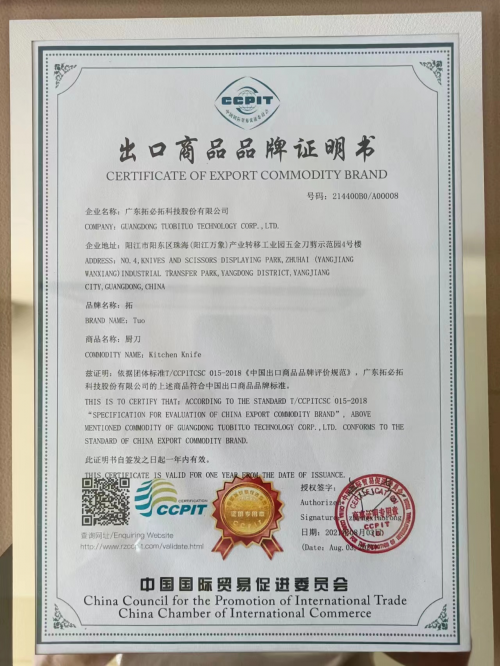 CCPIT
出口商品品牌证明书
CERTIFICATE OF EXPORT COMMODITY BRAND
号码：214400B0/A00008
企业名称：广东拓必拓科技股份有限公司
COMPANY: GUANGDONG TUOBITUO TECHNOLOGY CORP.,LTD.
企业地址：阳江市阳东区珠海(阳江万象)产业转移工业园五金刀剪示范园4号楼
ADDRESS: NO.4,KNIVES AND SCISSORS DISPLAYING PARK,ZHUHAI (YANGJIANG
WANXIANG)INDUSTRIAL TRANSFER PARK,YANGDONG DISTRICT,YANGJIANG
CITY,GUANGDONG,CHINA
品牌名称：拓
BRAND NAME: Tuo
商品名称：厨刀
COMMODITY NAME: Kitchen Knife
兹证明：依据团体标准T/CCPITCSC 015-2018《中国出口商品品牌评价规范》，广东拓必拓
科技股份有限公司的上述商品符合中国出口商品品牌标准。
THIS IS TO CERTIFY THAT: ACCORDING TO THE STANDARD T/CCPITCSC 015-2018
"SPECIFICATION FOR EVALUATION OF CHINA EXPORT COMMODITY BRAND", ABOVE
MENTIONED COMMODITY OF GUANGDONG TUOBITUO TECHNOLOGY CORP.,LTD. CONFORMS TO THE
STANDARD OF CHINA EXPORT COMMODITY BRAND.
此证明书自签发之日起一年内有效。
THIS CERTIFICATE IS VALID FOR ONE YEAR FROM THE DATE OF ISSUANCE.
CERTIFICATION
CCPIT
证明专用章
CCPIT
授权签字：
Authorized
Signature:
日期：
(Date: Aug.
CCPIT
查询网址/Enquiring Website
http://www.rzccpit.com/validate.html
中国国际贸易促进委员会
China Council for the Promotion of International Trade
China Chamber of International Commerce